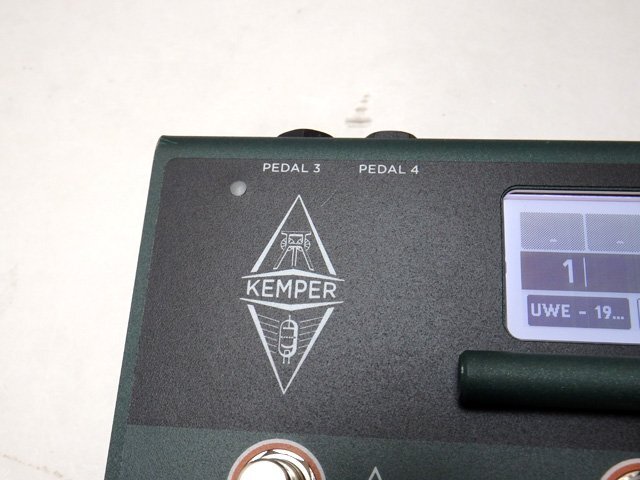 PEDAL 3 PEDAL 4
KEMPER
1
UWE - 19...